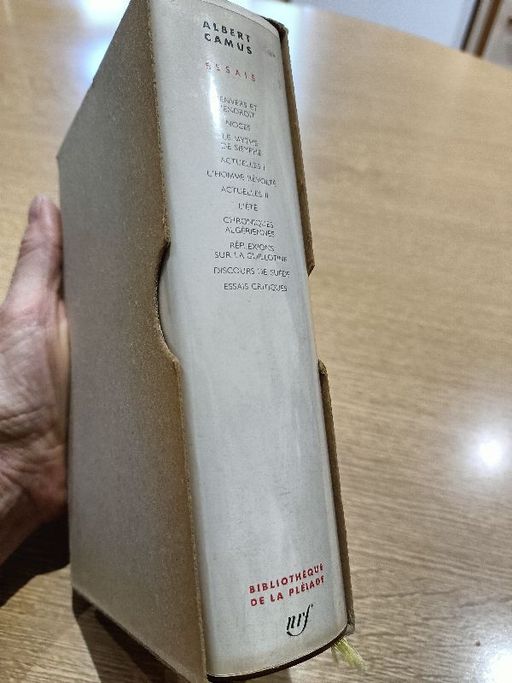 ALBERT
CAMUS
ESSAIS
L'ENVERS ET
L'ENDROIT
NOCES
LE MYTHE
DE SISYPHE
ACTUELLES I
L'HOMME RÉVOLTÉ
ACTUELLES II
L'ÉTÉ
CHRONIQUES
ALGÉRIENNES
RÉFLEXIONS
SUR LA GUILLOTINE
DISCOURS DE SUÈDE
ESSAIS CRITIQUES
BIBLIOTHÈQUE
DE LA PLÉIADE
nrf